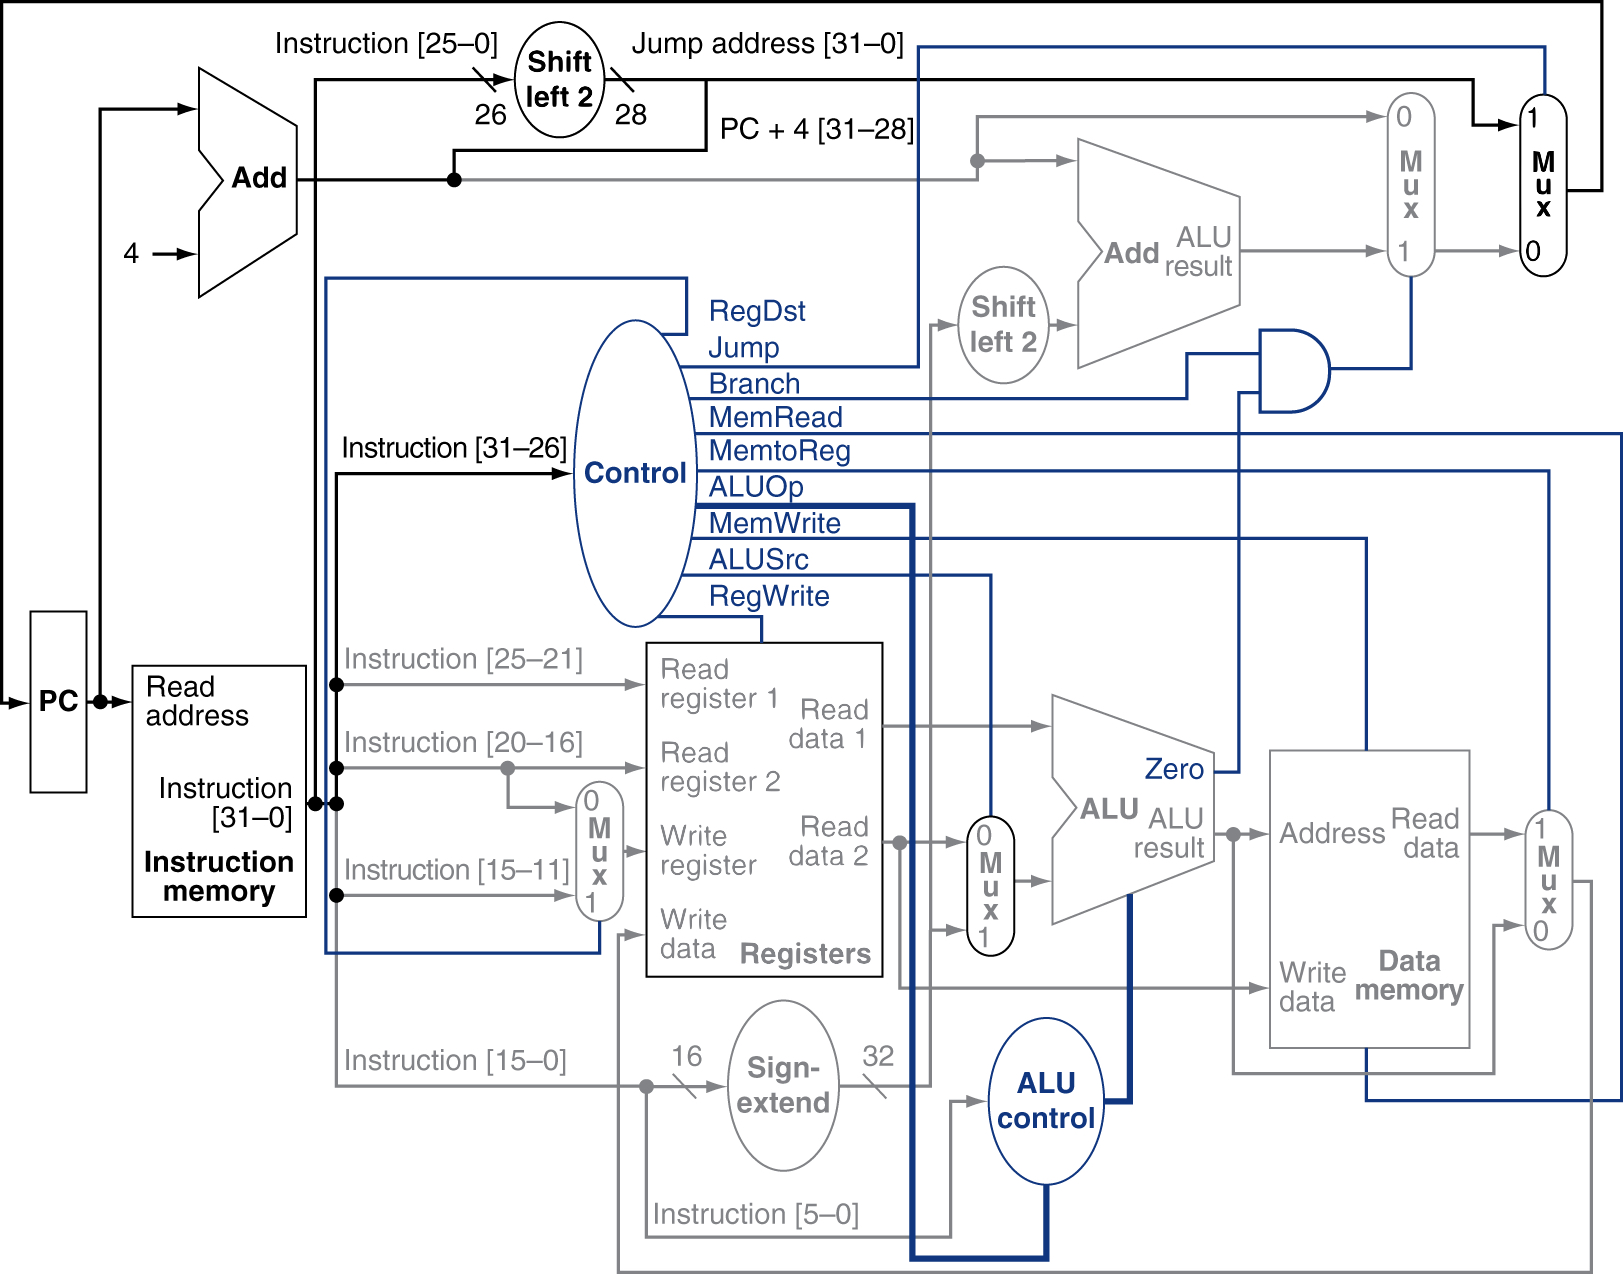 Instruction [25–0]
Shift
left 2
Jump address [31–0]
26
28
PC + 4 [31–28]
Add
4
0
M
u
x
1
1
M
u
x
0
Add
ALU
result
Shift
left 2
RegDst
Jump
Branch
MemRead
MemtoReg
ALUOp
MemWrite
ALUSrc
RegWrite
Instruction [31–26]
Control
PC
Read
address
Instruction
[31–0]
Instruction
memory
Instruction [25–21]
Instruction [20–16]
Instruction [15–11]
0
M
u
x
1
Read
register 1
Read
register 2
Write
register
Write
data
Read
data 1
Read
data 2
Registers
0
M
u
x
1
Zero
ALU
ALU
result
Address
Read
data
Write
data
Data
memory
1
M
u
x
0
Instruction [15–0]
16
Sign-
extend
32
ALU
control
Instruction [5–0]